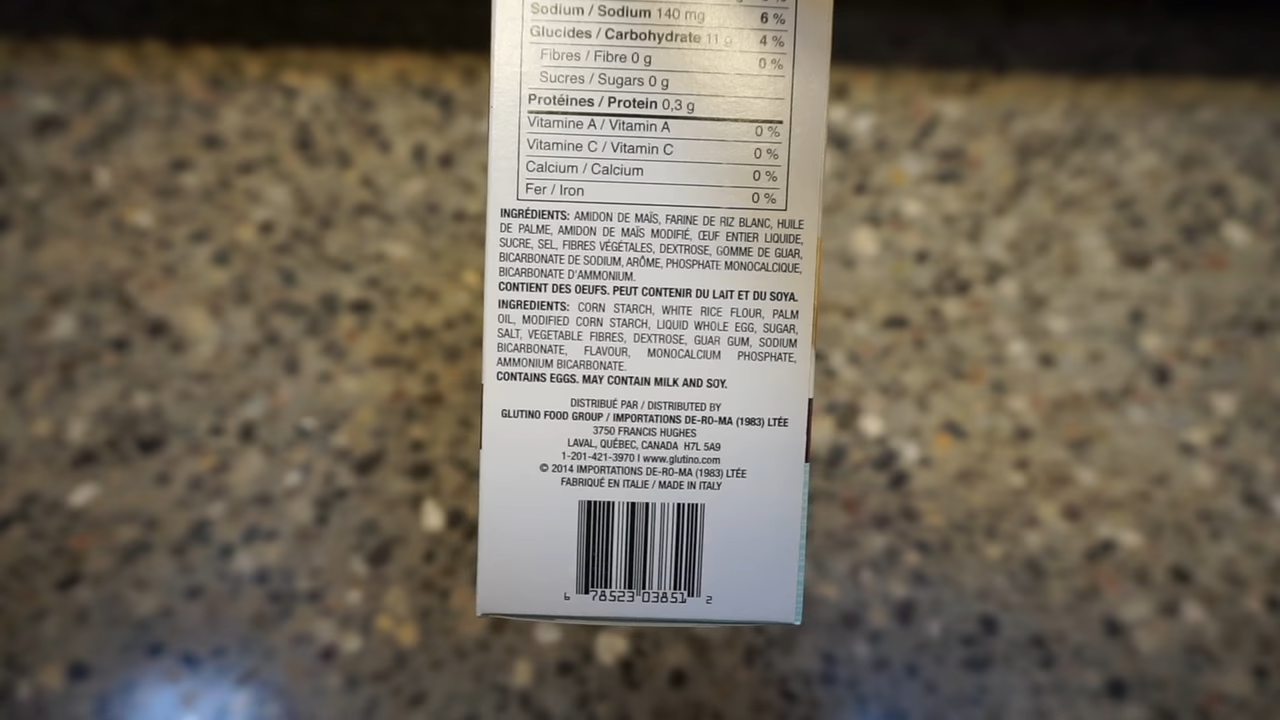 Sodium / Sodium 140 mg 6 %
Glucides / Carbohydrate 11 g 4 %
Fibres / Fibre 0 g 0 %
Sucres / Sugars 0 g
Protéines / Protein 0,3 g
Vitamine A / Vitamin A 0 %
Vitamine C / Vitamin C 0 %
Calcium / Calcium 0 %
Fer / Iron 0 %
INGRÉDIENTS: AMIDON DE MAÏS, FARINE DE RIZ BLANC, HUILE
DE PALME, AMIDON DE MAÏS MODIFIÉ, ŒUF ENTIER LIQUIDE,
SUCRE, SEL, FIBRES VÉGÉTALES, DEXTROSE, GOMME DE GUAR,
BICARBONATE DE SODIUM, ARÔME, PHOSPHATE MONOCALCIQUE,
BICARBONATE D'AMMONIUM.
CONTIENT DES OEUFS. PEUT CONTENIR DU LAIT ET DU SOYA.
INGREDIENTS: CORN STARCH, WHITE RICE FLOUR, PALM
OIL, MODIFIED CORN STARCH, LIQUID WHOLE EGG, SUGAR,
SALT, VEGETABLE FIBRES, DEXTROSE, GUAR GUM, SODIUM
BICARBONATE, FLAVOUR, MONOCALCIUM PHOSPHATE,
AMMONIUM BICARBONATE.
CONTAINS EGGS. MAY CONTAIN MILK AND SOY.
DISTRIBUÉ PAR / DISTRIBUTED BY
GLUTINO FOOD GROUP / IMPORTATIONS DE-RO-MA (1983) LTÉE
3750 FRANCIS HUGHES
LAVAL, QUÉBEC, CANADA H7L 5A9
1-201-421-3970 I www.glutino.com
© 2014 IMPORTATIONS DE-RO-MA (1983) LTÉE
FABRIQUÉ EN ITALIE / MADE IN ITALY
6 78523 03851 2